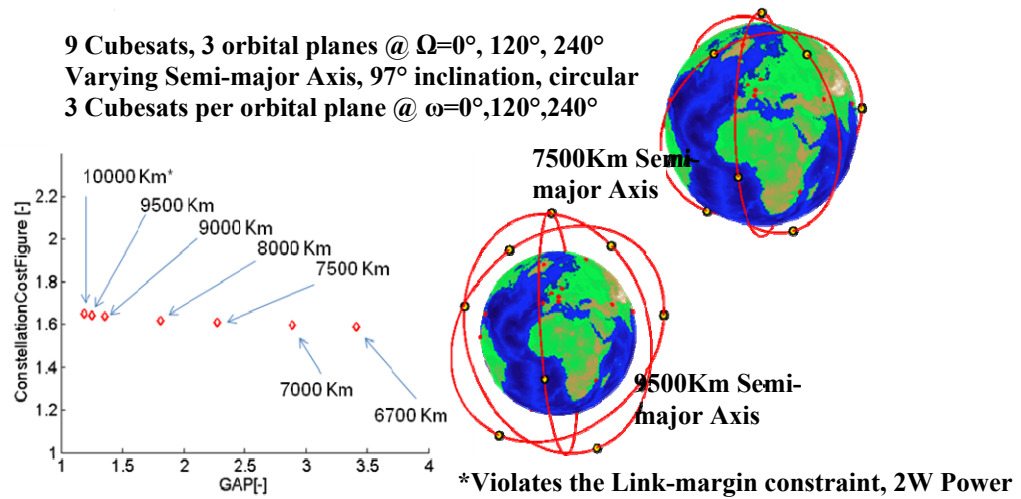 9 Cubesats, 3 orbital planes @ Ω=0°, 120°, 240°
Varying Semi-major Axis, 97° inclination, circular
3 Cubesats per orbital plane @ ω=0°,120°,240°
7500Km Semi-
major Axis
2.2
2
1.8
1.6
1.4
1.2
1
ConstellationCostFigure [-]
10000 Km*
9500 Km
9000 Km
8000 Km
7500 Km
7000 Km
6700 Km
1
1.5
2
2.5
3
3.5
4
GAP[-]
9500Km Semi-
major Axis
*Violates the Link-margin constraint, 2W Power